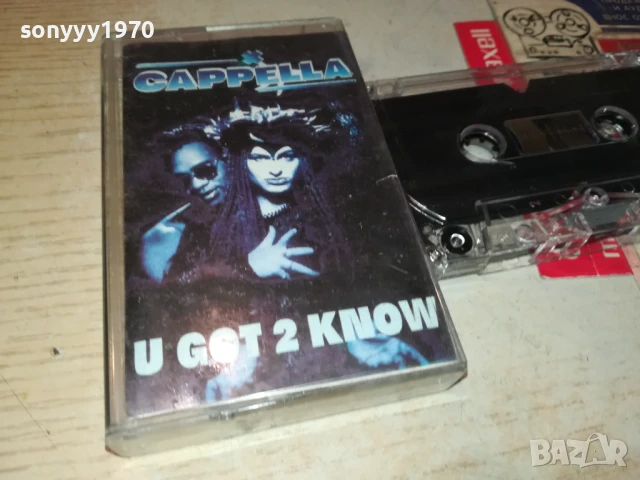 sonyyy1970
CAPPELLA
U GOT 2 KNOW
BAZAR